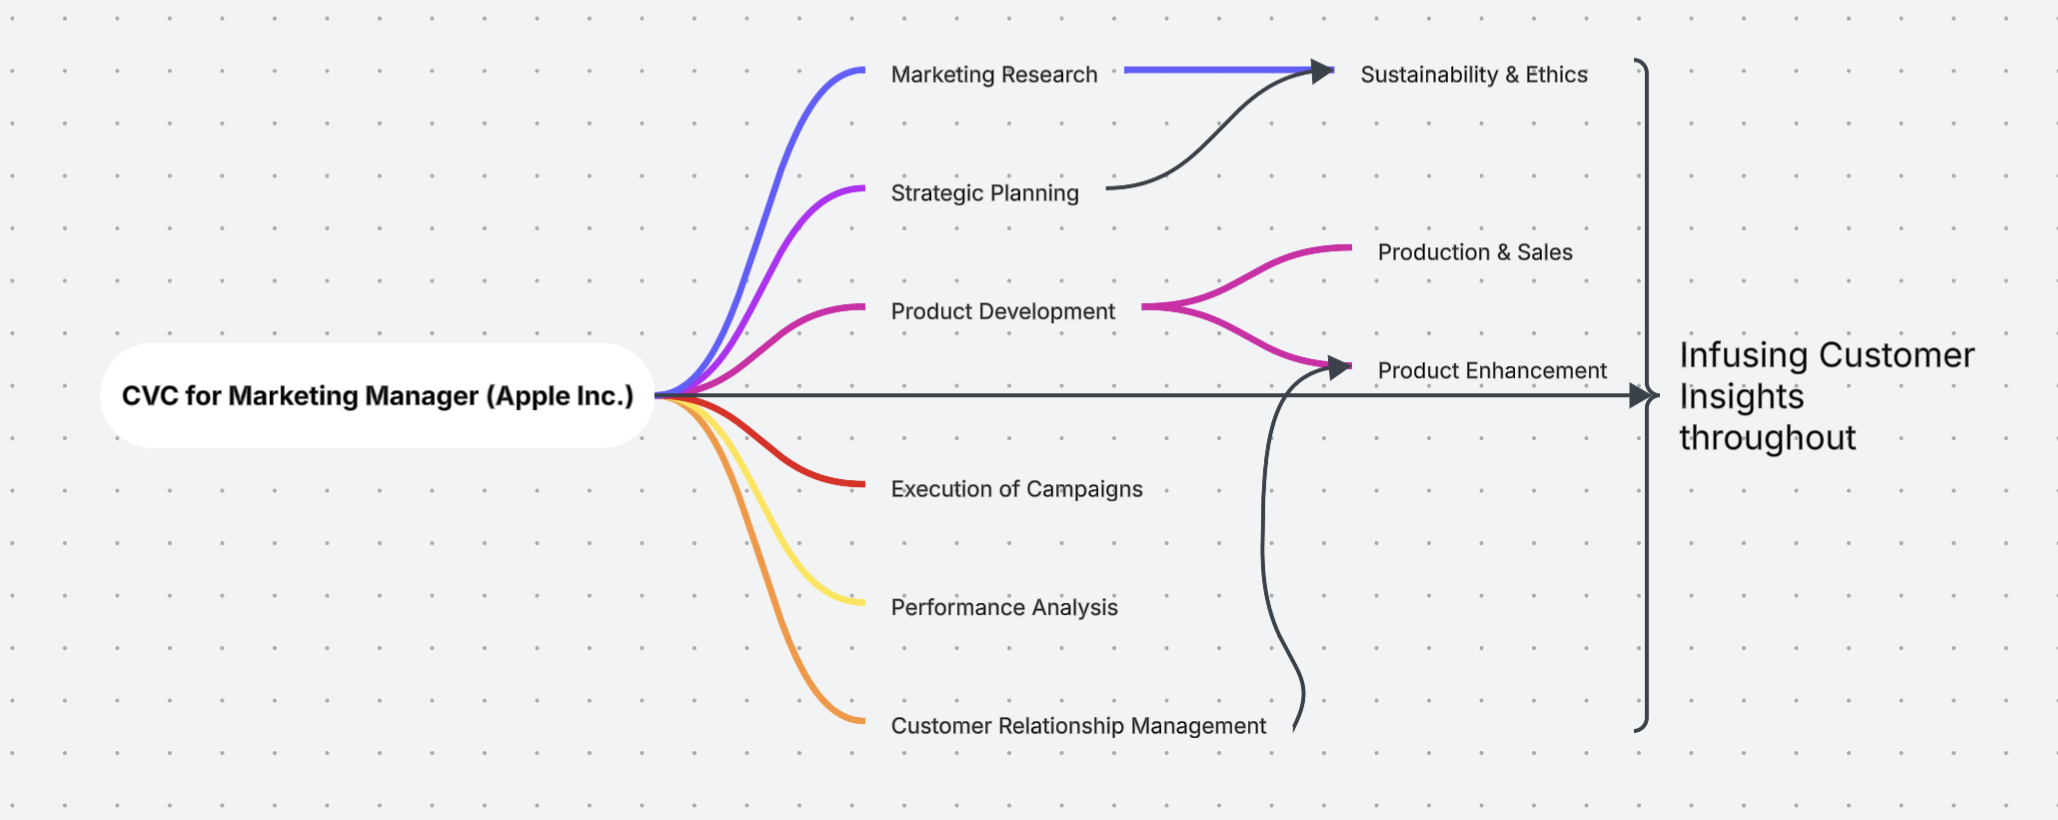 Marketing Research
Sustainability & Ethics
Strategic Planning
Production & Sales
Product Development
Product Enhancement
CVC for Marketing Manager (Apple Inc.)
Infusing Customer
Insights
throughout
Execution of Campaigns
Performance Analysis
Customer Relationship Management